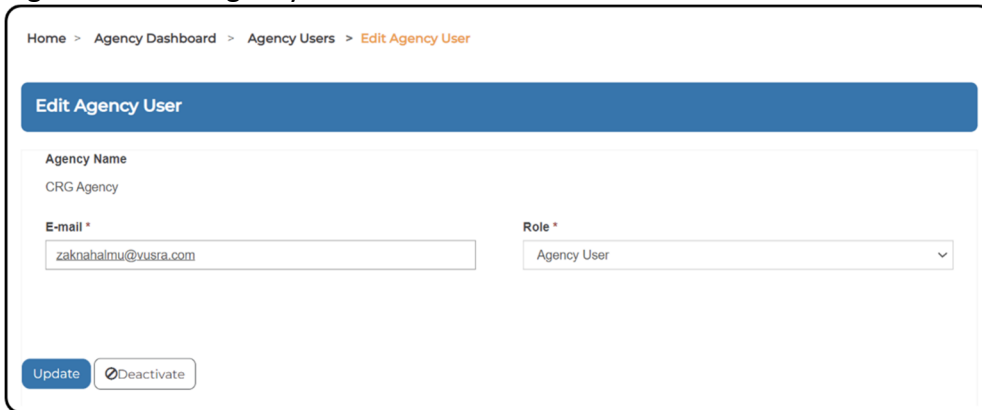 Home > Agency Dashboard > Agency Users > Edit Agency User
Edit Agency User
Agency Name
CRG Agency
E-mail *
zaknahalmu@vusra.com
Role *
Agency User
Update
Deactivate